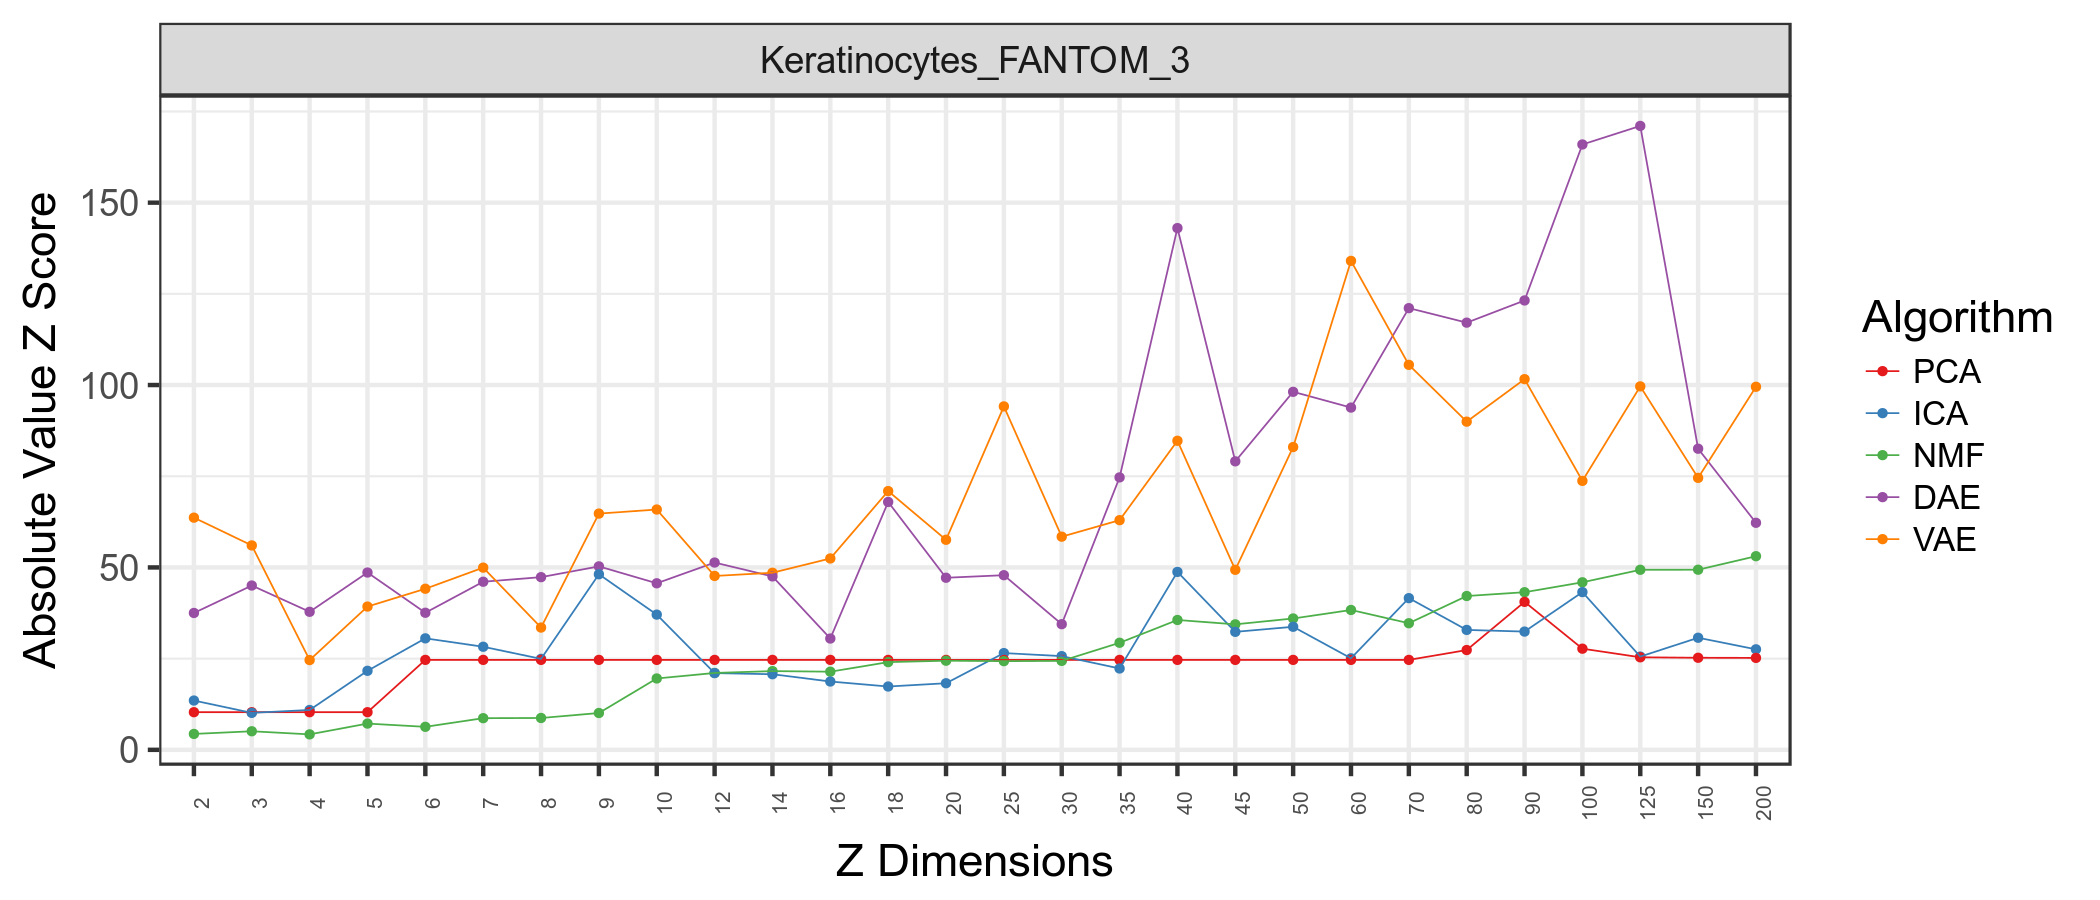 Keratinocytes_FANTOM_3
Absolute Value Z Score
150
100
50
0
2 3 4 5 6 7 8 9 10 12 14 16 18 20 25 30 35 40 45 50 60 70 80 90 100 125 150 200
Z Dimensions
Algorithm
PCA
ICA
NMF
DAE
VAE